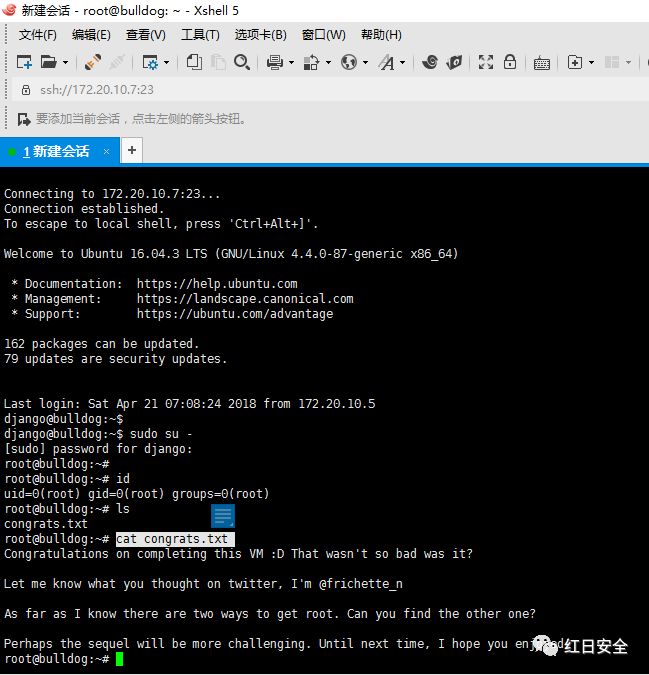 新建会话 - root@bulldog: ~ - Xshell 5
文件(F) 编辑(E) 查看(V) 工具(T) 选项卡(B) 窗口(W) 帮助(H)
ssh://172.20.10.7:23
要添加当前会话，点击左侧的箭头按钮。
1 新建会话 × +
Connecting to 172.20.10.7:23...
Connection established.
To escape to local shell, press 'Ctrl+Alt+]'.
Welcome to Ubuntu 16.04.3 LTS (GNU/Linux 4.4.0-87-generic x86_64)
* Documentation: https://help.ubuntu.com
* Management: https://landscape.canonical.com
* Support: https://ubuntu.com/advantage
162 packages can be updated.
79 updates are security updates.
Last login: Sat Apr 21 07:08:24 2018 from 172.20.10.5
django@bulldog:~$
django@bulldog:~$ sudo su -
[sudo] password for django:
root@bulldog:~#
root@bulldog:~# id
uid=0(root) gid=0(root) groups=0(root)
root@bulldog:~# ls
congrats.txt
root@bulldog:~# cat congrats.txt
Congratulations on completing this VM :D That wasn't so bad was it?
Let me know what you thought on twitter, I'm @frichette_n
As far as I know there are two ways to get root. Can you find the other one?
Perhaps the sequel will be more challenging. Until next time, I hope you
红日安全
root@bulldog:~#